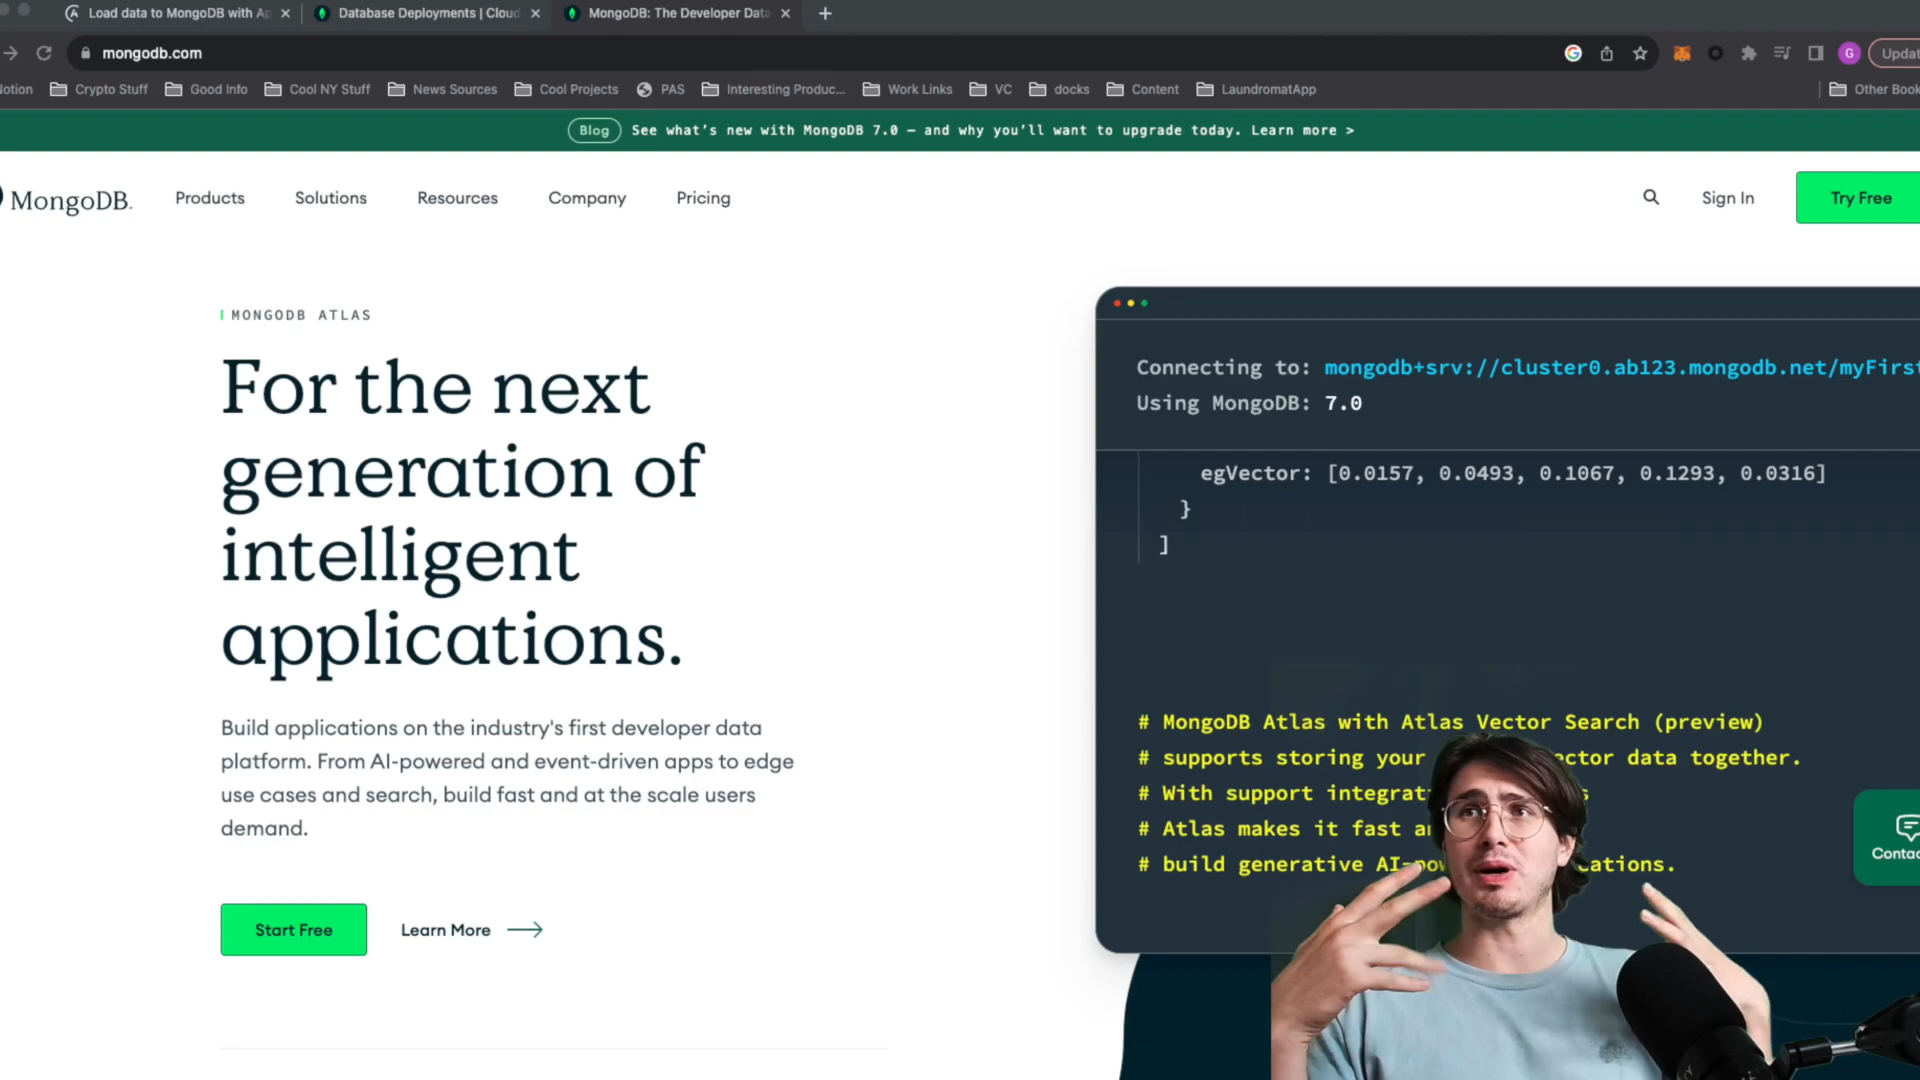 Load data to MongoDB with Ap
Database Deployments | Cloud
MongoDB: The Developer Data
mongodb.com
G
Updat
otion
Crypto Stuff
Good Info
Cool NY Stuff
News Sources
Cool Projects
PAS
Interesting Produc...
Work Links
VC
docks
Content
LaundromatApp
Other Book
Blog
See what's new with MongoDB 7.0 — and why you'll want to upgrade today. Learn more >
MongoDB.
Products
Solutions
Resources
Company
Pricing
Sign In
Try Free
MONGODB ATLAS
For the next
generation of
intelligent
applications.
Build applications on the industry's first developer data
platform. From AI-powered and event-driven apps to edge
use cases and search, build fast and at the scale users
demand.
Start Free
Learn More
Connecting to: mongodb+srv://cluster0.ab123.mongodb.net/myFirst
Using MongoDB: 7.0
egVector: [0.0157, 0.0493, 0.1067, 0.1293, 0.0316]
}
]
# MongoDB Atlas with Atlas Vector Search (preview)
# supports storing your ector data together.
# With support integrat s
# Atlas makes it fast a
# build generative AI-pow cations.
Contac